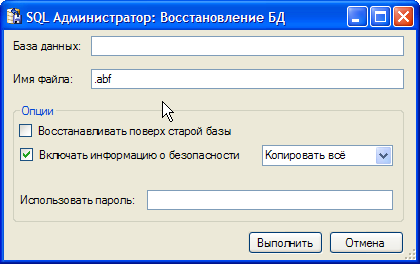 SQL Администратор: Восстановление БД
База данных:
Имя файла: .abf
Опции
Восстанавливать поверх старой базы
Включать информацию о безопасности Копировать всё
Использовать пароль:
Выполнить Отмена